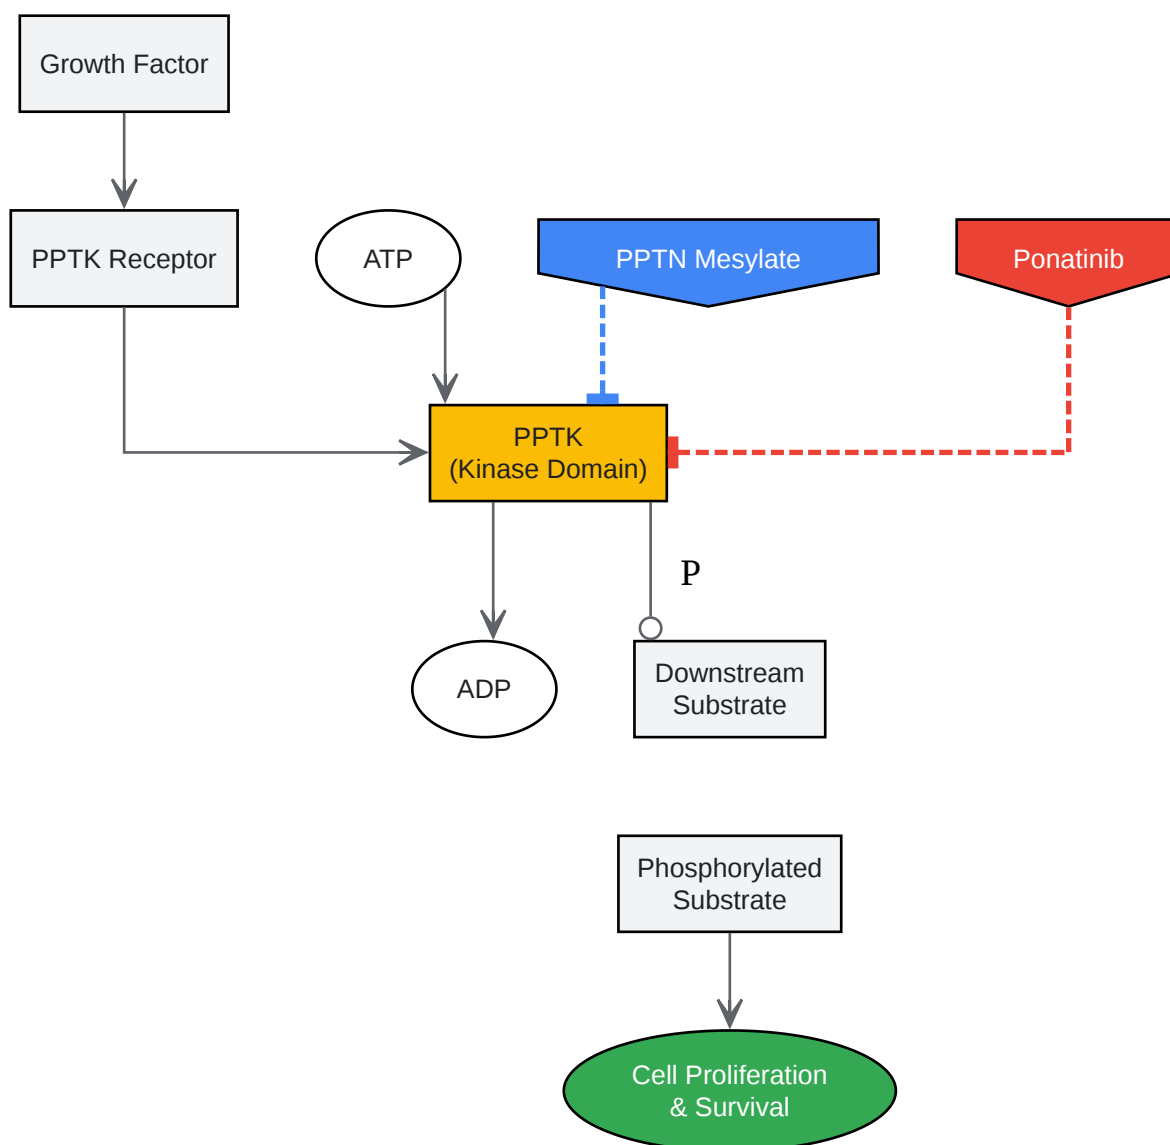 Growth Factor
PPTK Receptor
ATP
PPTN Mesylate
Ponatinib
PPTK
(Kinase Domain)
P
ADP
Downstream
Substrate
Phosphorylated
Substrate
Cell Proliferation
& Survival